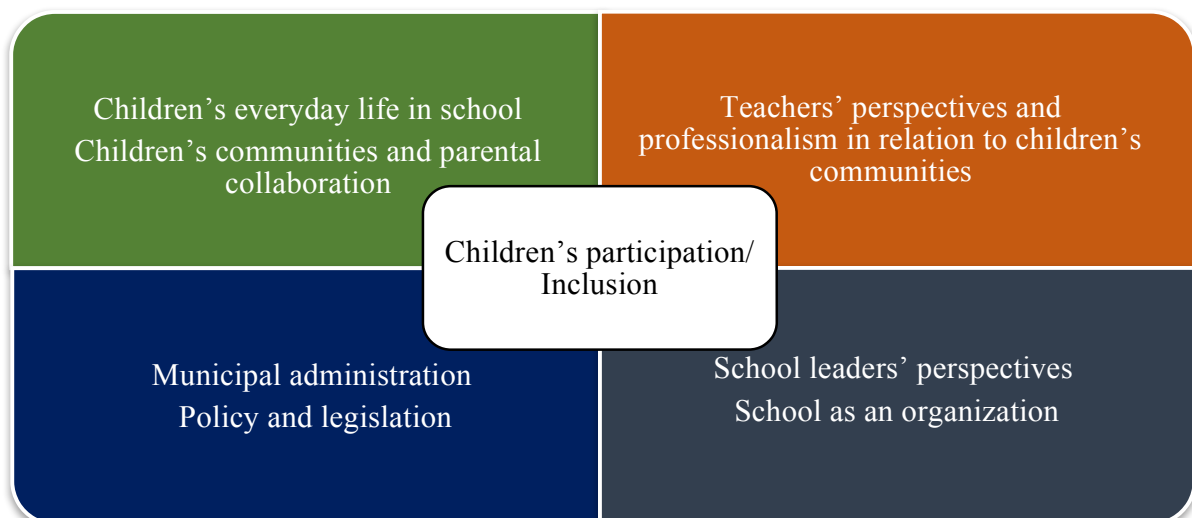 Children’s everyday life in school
Children’s communities and parental
collaboration
Teachers’ perspectives and
professionalism in relation to children’s
communities
Children’s participation/
Inclusion
Municipal administration
Policy and legislation
School leaders’ perspectives
School as an organization